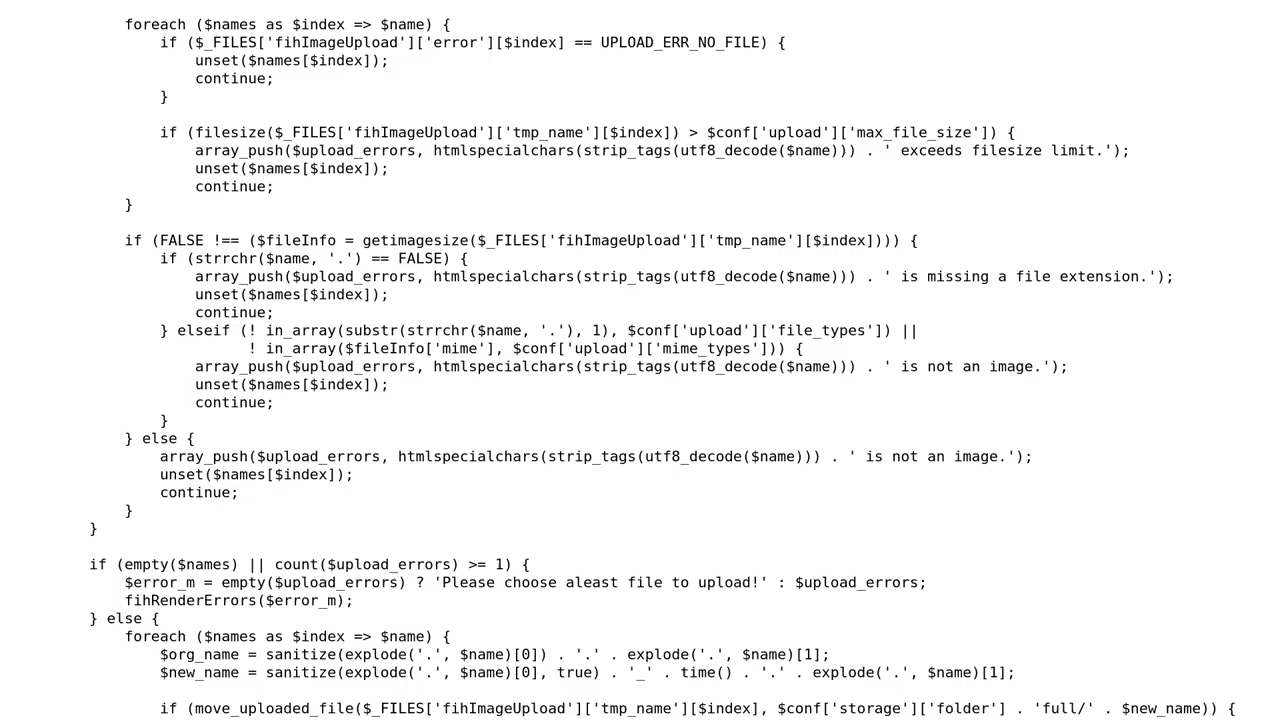 foreach ($names as $index => $name) {
if ($_FILES['fihImageUpload']['error'][$index] == UPLOAD_ERR_NO_FILE) {
unset($names[$index]);
continue;
}
if (filesize($_FILES['fihImageUpload']['tmp_name'][$index]) > $conf['upload']['max_file_size']) {
array_push($upload_errors, htmlspecialchars(strip_tags(utf8_decode($name))) . ' exceeds filesize limit.');
unset($names[$index]);
continue;
}
if (FALSE !== ($fileInfo = getimagesize($_FILES['fihImageUpload']['tmp_name'][$index]))) {
if (strrchr($name, '.') == FALSE) {
array_push($upload_errors, htmlspecialchars(strip_tags(utf8_decode($name))) . ' is missing a file extension.');
unset($names[$index]);
continue;
} elseif (! in_array(substr(strrchr($name, '.'), 1), $conf['upload']['file_types']) ||
! in_array($fileInfo['mime'], $conf['upload']['mime_types'])) {
array_push($upload_errors, htmlspecialchars(strip_tags(utf8_decode($name))) . ' is not an image.');
unset($names[$index]);
continue;
}
} else {
array_push($upload_errors, htmlspecialchars(strip_tags(utf8_decode($name))) . ' is not an image.');
unset($names[$index]);
continue;
}
}
if (empty($names) || count($upload_errors) >= 1) {
$error_m = empty($upload_errors) ? 'Please choose aleast file to upload!' : $upload_errors;
fihRenderErrors($error_m);
} else {
foreach ($names as $index => $name) {
$org_name = sanitize(explode('.', $name)[0]) . '.' . explode('.', $name)[1];
$new_name = sanitize(explode('.', $name)[0], true) . '_' . time() . '.' . explode('.', $name)[1];
if (move_uploaded_file($_FILES['fihImageUpload']['tmp_name'][$index], $conf['storage']['folder'] . 'full/' . $new_name)) {